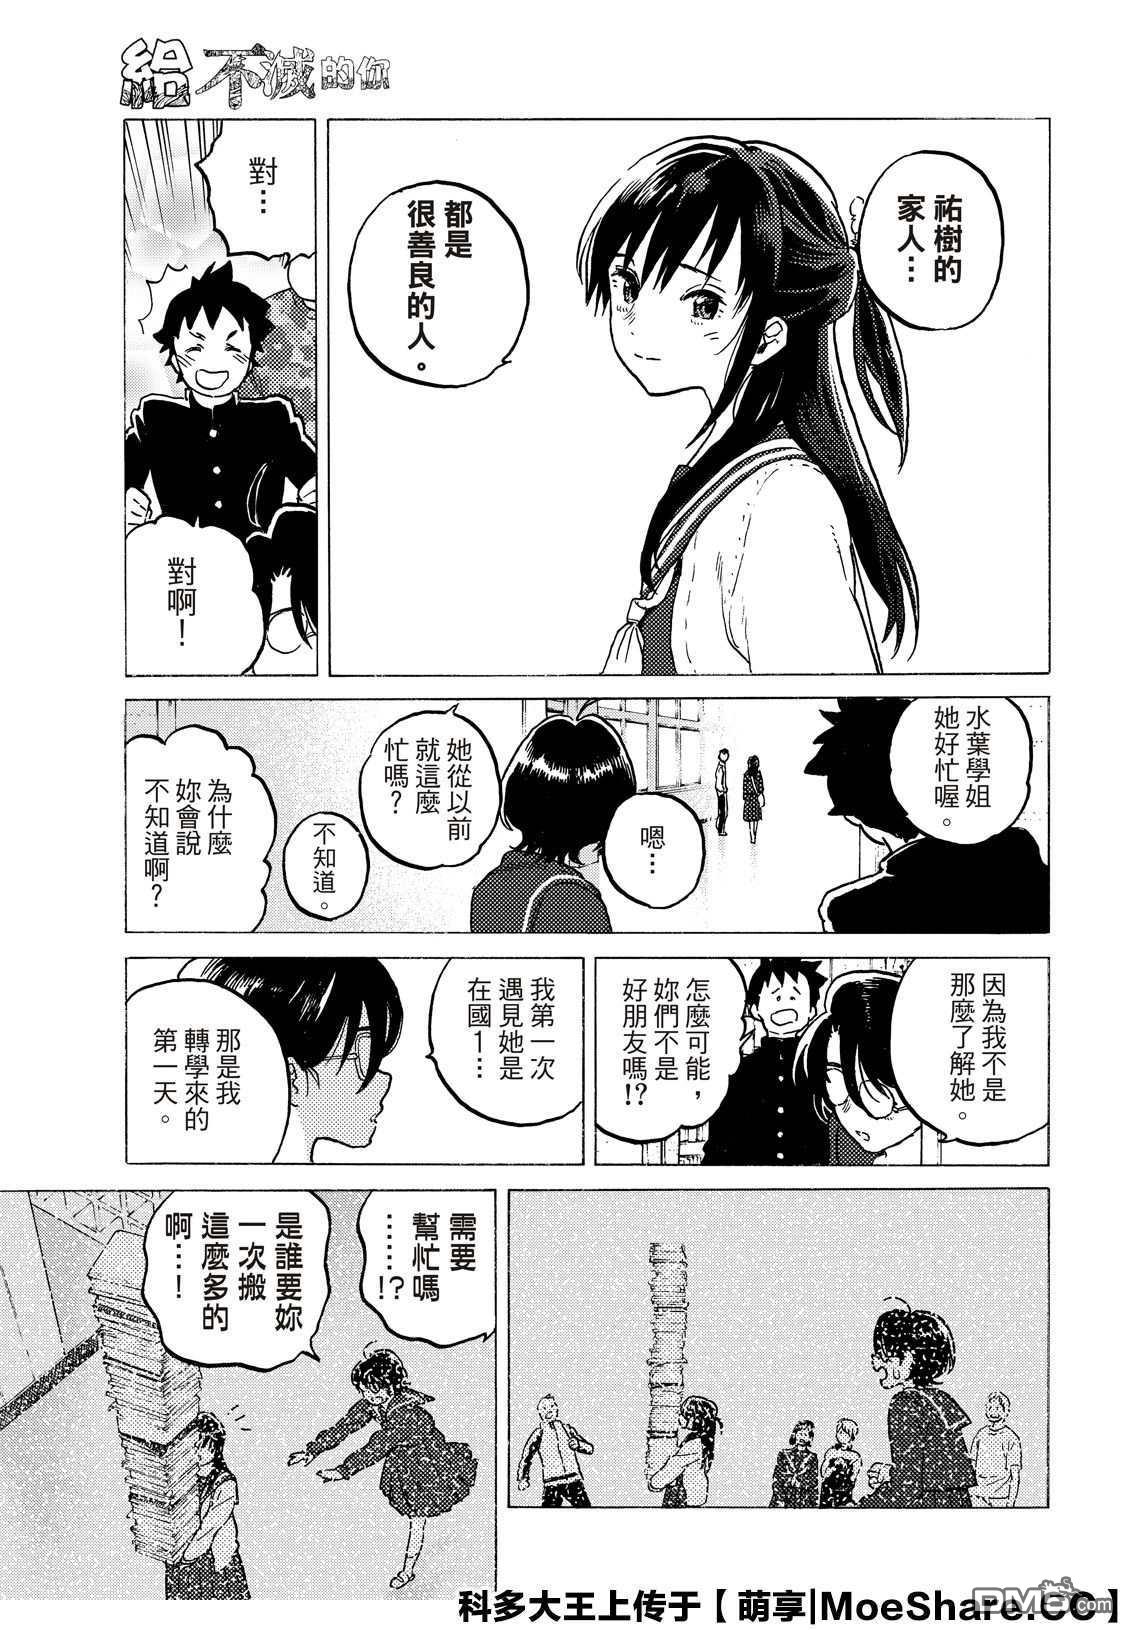 給不滅的你
祐樹的
家人…
都是
很善良的人。
對…
對啊！
水葉學姐
她好忙喔。
嗯…
她從以前
就這麼
忙嗎？
不知道。
為什麼
妳會說
不知道啊？
因為我不是
那麼了解她。
怎麼可能，
妳們不是
好朋友嗎!?
我第一次
遇見她是
在國1…
那是我
轉學來的
第一天。
需要
幫忙嗎
……!?
是誰要妳
一次搬
這麼多的
啊…！
科多大王上传于【萌享|MoeShare.CC】
DM5.com